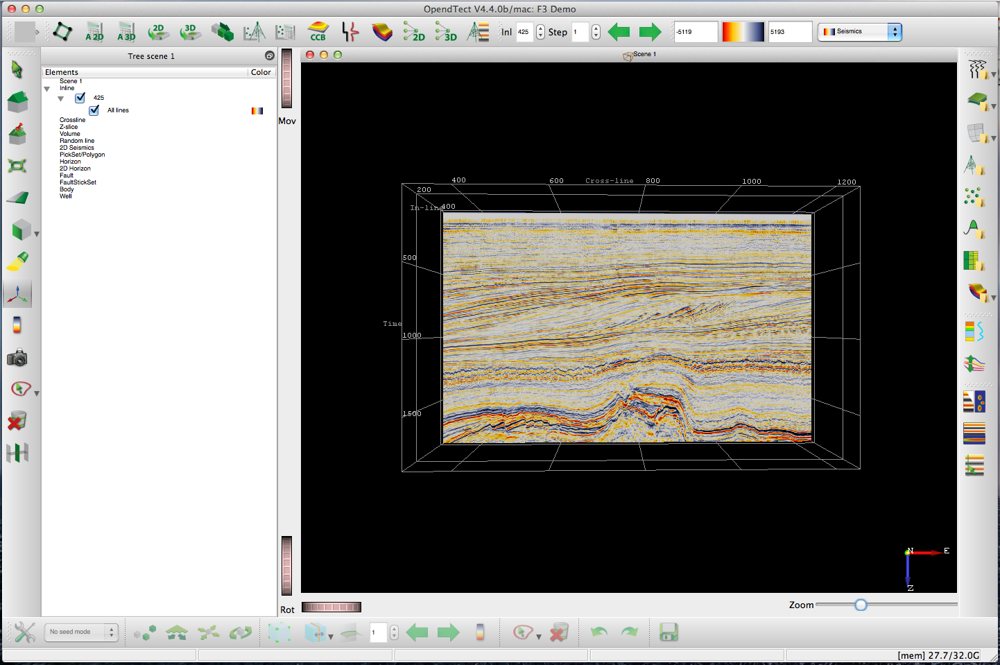 OpendTect V4.4.0b/mac: F3 Demo
A 2D
A 3D
2D
3D
CCB
2D
3D
Inl 425 Step 1
-5119
5193
Seismics
Tree scene 1
Elements Color
Scene 1
Inline
425
All lines
Crossline
Z-slice
Volume
Random line
2D Seismics
PickSet/Polygon
Horizon
2D Horizon
Fault
FaultStickSet
Body
Well
Mov
Rot
Scene 1
400 600 Cross-line 800 1000 1200
200
In-line 400
500
Time
1000
1500
N E
Z
Zoom
No seed mode
1
[mem] 27.7/32.0G